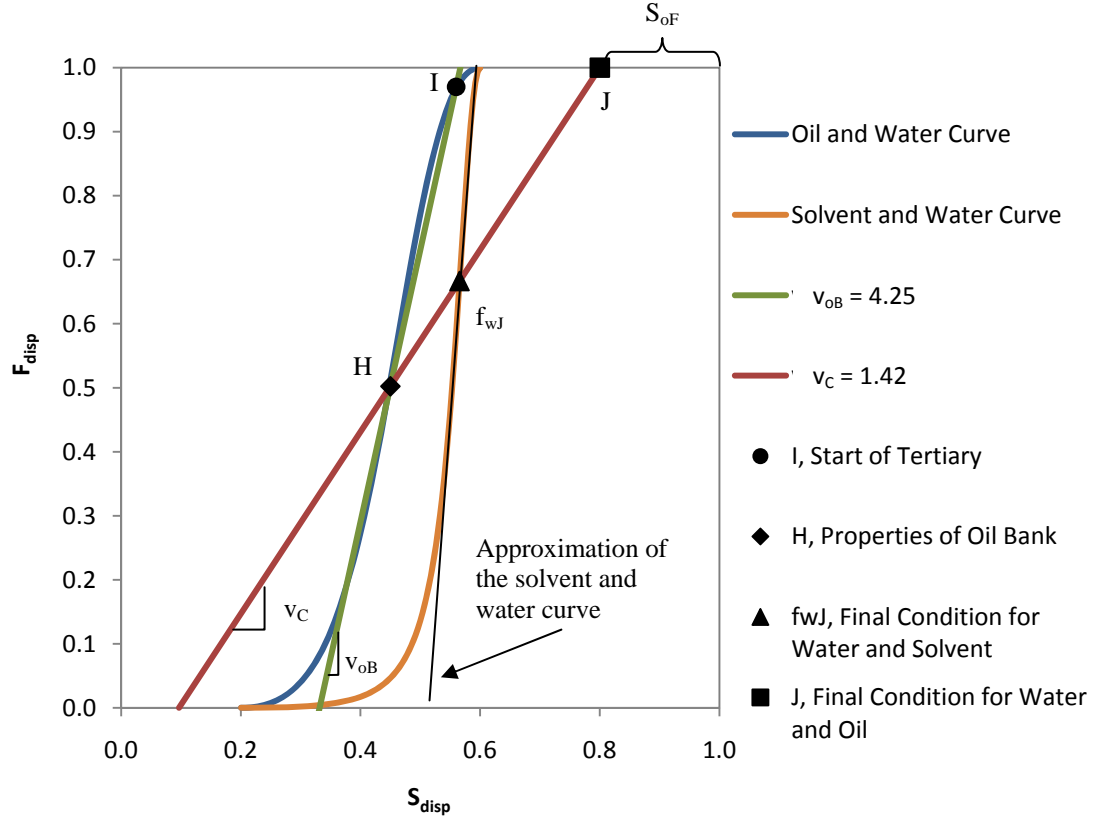 SoF
1.0
0.9
0.8
0.7
0.6
0.5
0.4
0.3
0.2
0.1
0.0
Fdisp
0.0 0.2 0.4 0.6 0.8 1.0
Sdisp
I
J
fwJ
H
vC
voB
Approximation of
the solvent and
water curve
Oil and Water Curve
Solvent and Water Curve
' voB = 4.25
' vC = 1.42
I, Start of Tertiary
H, Properties of Oil Bank
fwJ, Final Condition for
Water and Solvent
J, Final Condition for Water
and Oil